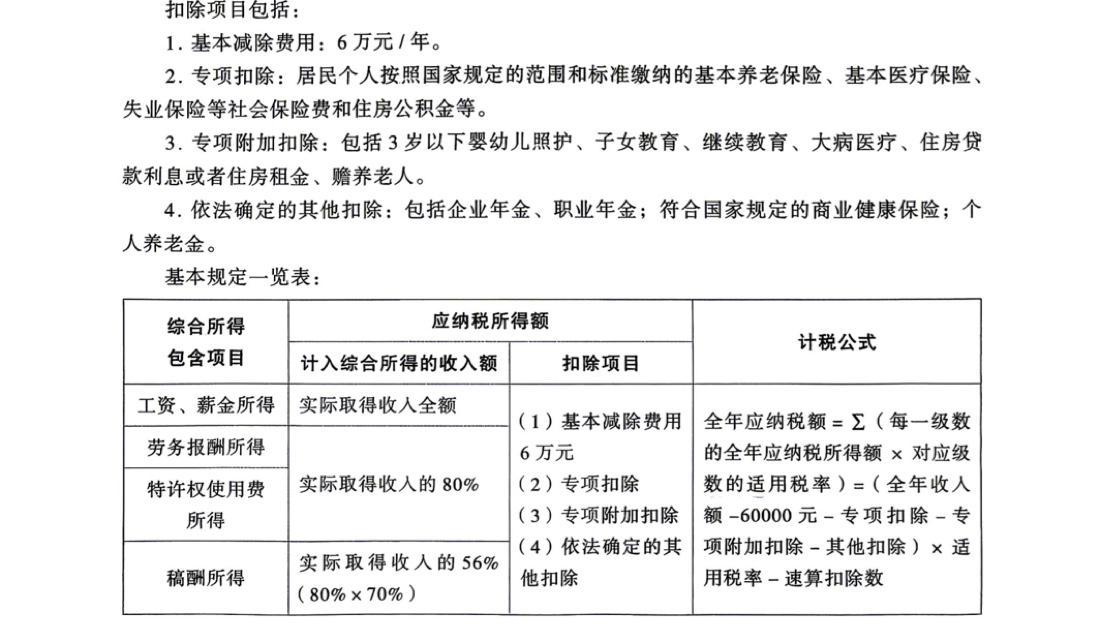 扣除项目包括：
1. 基本减除费用：6 万元 / 年。
2. 专项扣除：居民个人按照国家规定的范围和标准缴纳的基本养老保险、基本医疗保险、
失业保险等社会保险费和住房公积金等。
3. 专项附加扣除：包括 3 岁以下婴幼儿照护、子女教育、继续教育、大病医疗、住房贷
款利息或者住房租金、赡养老人。
4. 依法确定的其他扣除：包括企业年金、职业年金；符合国家规定的商业健康保险；个
人养老金。
基本规定一览表：
综合所得
包含项目
应纳税所得额
计税公式
计入综合所得的收入额
扣除项目
工资、薪金所得
实际取得收入全额
劳务报酬所得
特许权使用费
所得
实际取得收入的 80%
稿酬所得
实际取得收入的 56%
（80% × 70%）
（1）基本减除费用
6 万元
（2）专项扣除
（3）专项附加扣除
（4）依法确定的其
他扣除
全年应纳税额 = ∑（每一级数
的全年应纳税所得额 × 对应级
数的适用税率）=（全年收入
额 -60000 元 - 专项扣除 - 专
项附加扣除 - 其他扣除）× 适
用税率 - 速算扣除数